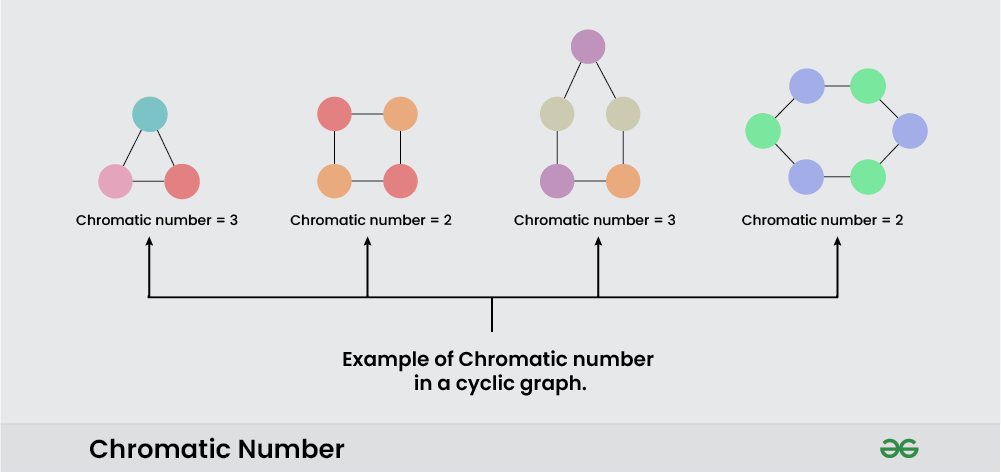 Chromatic number = 3
Chromatic number = 2
Chromatic number = 3
Chromatic number = 2
Example of Chromatic number
in a cyclic graph.
Chromatic Number